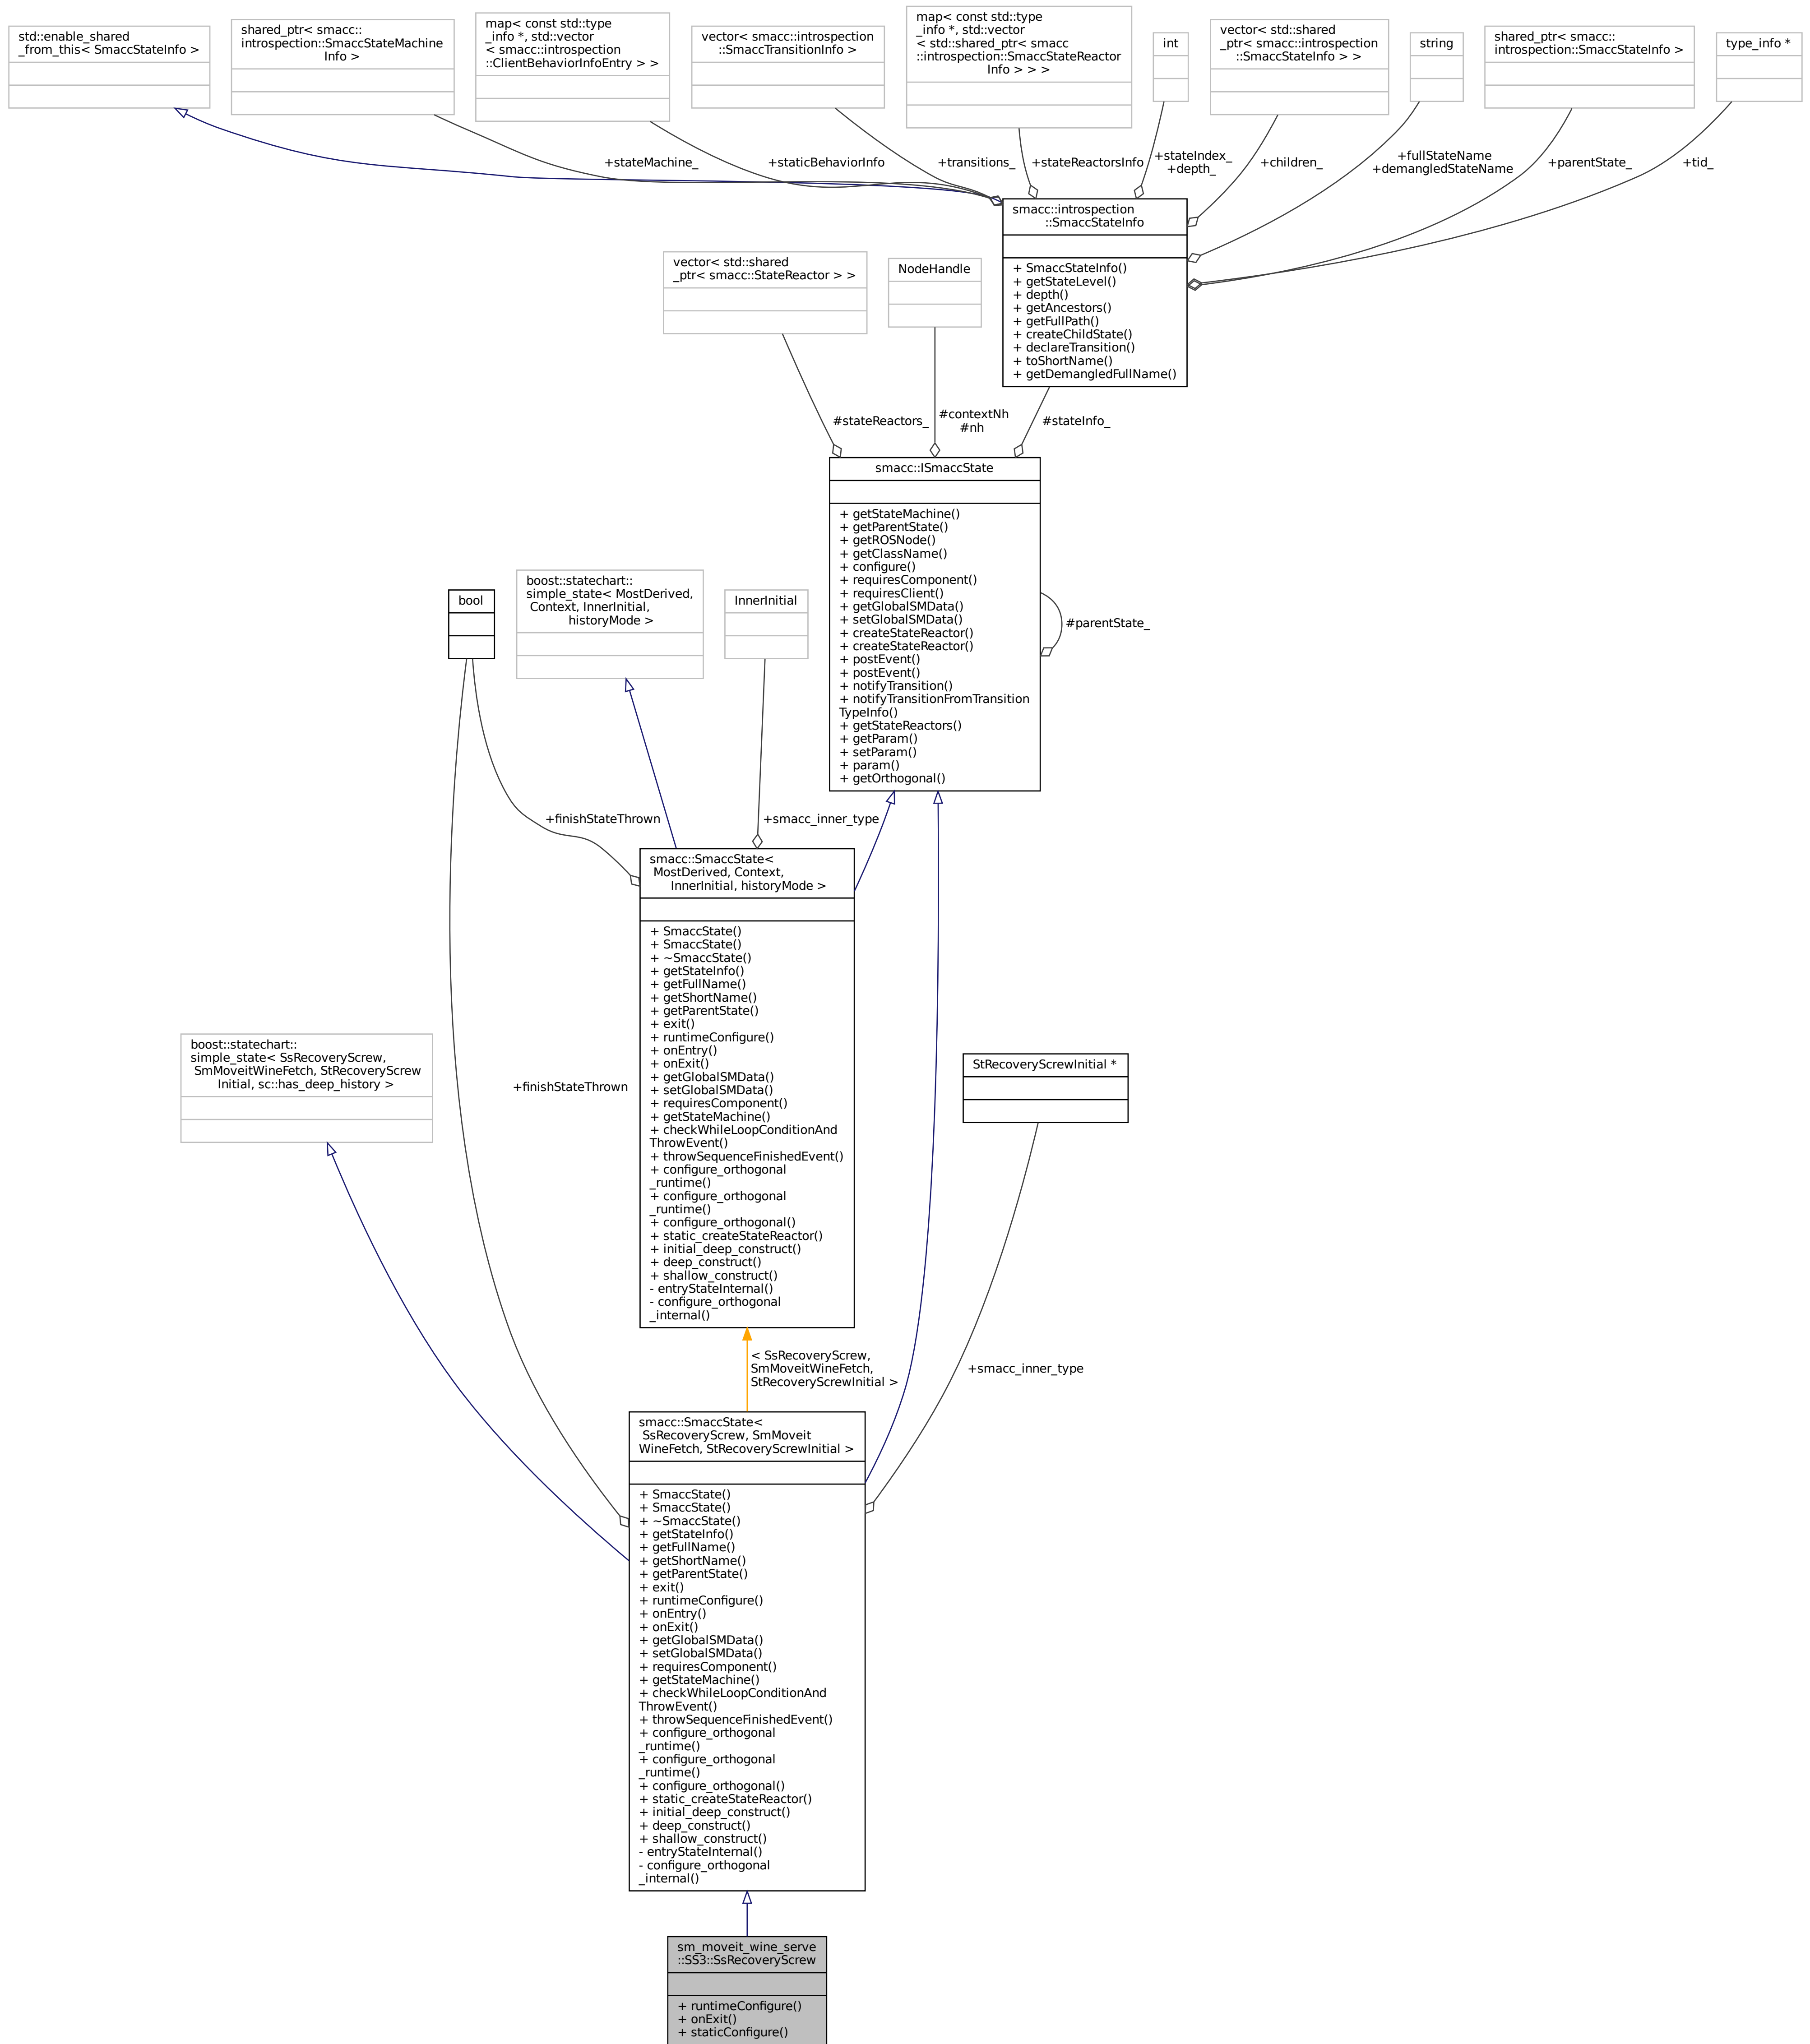 std::enable_shared
_from_this< SmaccStateInfo >
shared_ptr< smacc::
introspection::SmaccStateMachine
Info >
map< const std::type
_info *, std::vector
< smacc::introspection
::ClientBehaviorInfoEntry > >
vector< smacc::introspection
::SmaccTransitionInfo >
map< const std::type
_info *, std::vector
< std::shared_ptr< smacc
::introspection::SmaccStateReactor
Info > > >
int
vector< std::shared
_ptr< smacc::introspection
::SmaccStateInfo > >
string
shared_ptr< smacc::
introspection::SmaccStateInfo >
type_info *
+stateMachine_
+staticBehaviorInfo
+transitions_
+stateReactorsInfo
+stateIndex_
+depth_
+children_
+fullStateName
+demangledStateName
+parentState_
+tid_
smacc::introspection
::SmaccStateInfo
+ SmaccStateInfo()
+ getStateLevel()
+ depth()
+ getAncestors()
+ getFullPath()
+ createChildState()
+ declareTransition()
+ toShortName()
+ getDemangledFullName()
vector< std::shared
_ptr< smacc::StateReactor > >
NodeHandle
#stateReactors_
#contextNh
#nh
#stateInfo_
smacc::ISmaccState
+ getStateMachine()
+ getParentState()
+ getROSNode()
+ getClassName()
+ configure()
+ requiresComponent()
+ requiresClient()
+ getGlobalSMData()
+ setGlobalSMData()
+ createStateReactor()
+ createStateReactor()
+ postEvent()
+ postEvent()
+ notifyTransition()
+ notifyTransitionFromTransition
TypeInfo()
+ getStateReactors()
+ getParam()
+ setParam()
+ param()
+ getOrthogonal()
#parentState_
bool
boost::statechart::
simple_state< MostDerived,
Context, InnerInitial,
historyMode >
InnerInitial
+finishStateThrown
+smacc_inner_type
smacc::SmaccState<
MostDerived, Context,
InnerInitial, historyMode >
+ SmaccState()
+ SmaccState()
+ ~SmaccState()
+ getStateInfo()
+ getFullName()
+ getShortName()
+ getParentState()
+ exit()
+ runtimeConfigure()
+ onEntry()
+ onExit()
+ getGlobalSMData()
+ setGlobalSMData()
+ requiresComponent()
+ getStateMachine()
+ checkWhileLoopConditionAnd
ThrowEvent()
+ throwSequenceFinishedEvent()
+ configure_orthogonal
_runtime()
+ configure_orthogonal
_runtime()
+ configure_orthogonal()
+ static_createStateReactor()
+ initial_deep_construct()
+ deep_construct()
+ shallow_construct()
- entryStateInternal()
- configure_orthogonal
_internal()
boost::statechart::
simple_state< SsRecoveryScrew,
SmMoveitWineFetch, StRecoveryScrew
Initial, sc::has_deep_history >
+finishStateThrown
StRecoveryScrewInitial *
< SsRecoveryScrew,
SmMoveitWineFetch,
StRecoveryScrewInitial >
+smacc_inner_type
smacc::SmaccState<
SsRecoveryScrew, SmMoveit
WineFetch, StRecoveryScrewInitial >
+ SmaccState()
+ SmaccState()
+ ~SmaccState()
+ getStateInfo()
+ getFullName()
+ getShortName()
+ getParentState()
+ exit()
+ runtimeConfigure()
+ onEntry()
+ onExit()
+ getGlobalSMData()
+ setGlobalSMData()
+ requiresComponent()
+ getStateMachine()
+ checkWhileLoopConditionAnd
ThrowEvent()
+ throwSequenceFinishedEvent()
+ configure_orthogonal
_runtime()
+ configure_orthogonal
_runtime()
+ configure_orthogonal()
+ static_createStateReactor()
+ initial_deep_construct()
+ deep_construct()
+ shallow_construct()
- entryStateInternal()
- configure_orthogonal
_internal()
sm_moveit_wine_serve
::SS3::SsRecoveryScrew
+ runtimeConfigure()
+ onExit()
+ staticConfigure()